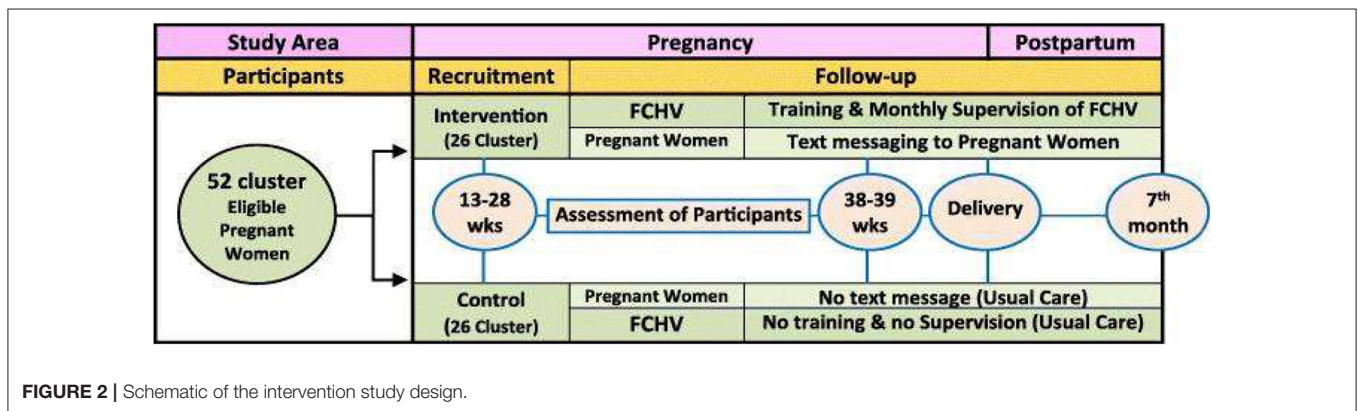 Study Area
Pregnancy
Postpartum
Participants
Recruitment
Follow-up
Intervention
(26 Cluster)
FCHV
Training & Monthly Supervision of FCHV
Pregnant Women
Text messaging to Pregnant Women
52 cluster
Eligible
Pregnant
Women
13-28
wks
Assessment of Participants
38-39
wks
Delivery
7th
month
Control
(26 Cluster)
Pregnant Women
No text message (Usual Care)
FCHV
No training & no Supervision (Usual Care)
FIGURE 2 | Schematic of the intervention study design.